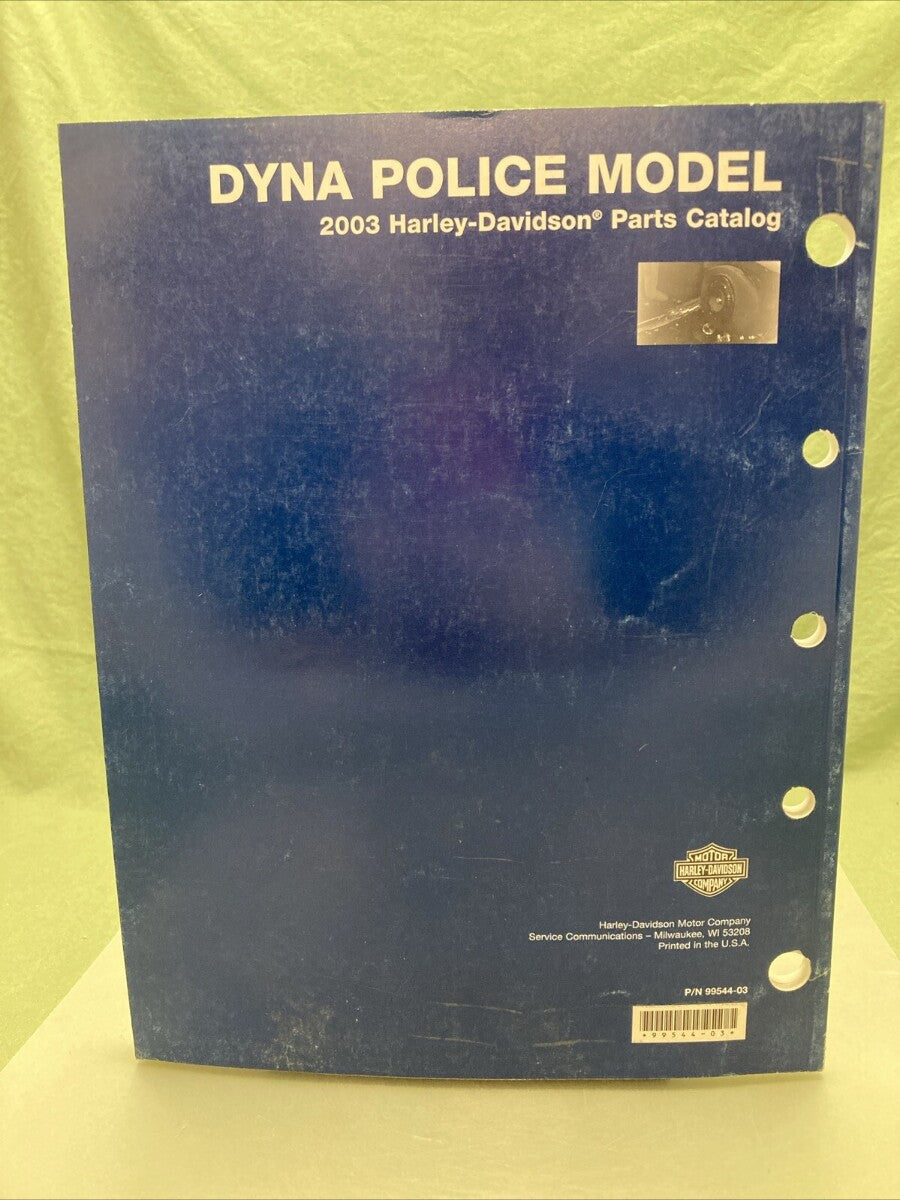 DYNA POLICE MODEL
2003 Harley-Davidson® Parts Catalog
MOTOR
HARLEY-DAVIDSON
COMPANY
Harley-Davidson Motor Company
Service Communications – Milwaukee, WI 53208
Printed in the U.S.A.
P/N 99544-03
*99544-03*